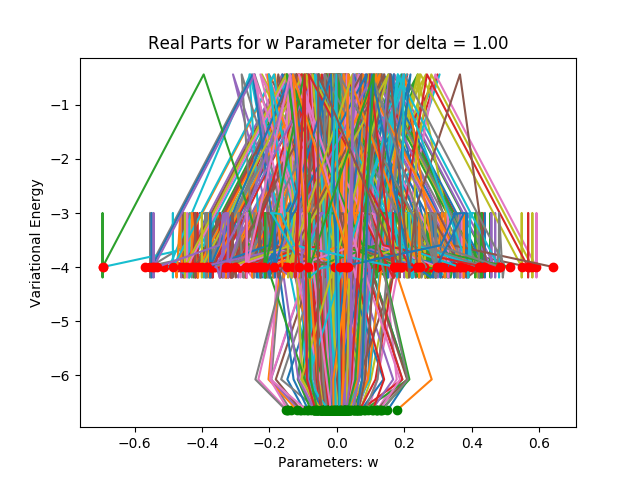 Real Parts for w Parameter for delta = 1.00
Variational Energy
−1
−2
−3
−4
−5
−6
−0.6 −0.4 −0.2 0.0 0.2 0.4 0.6
Parameters: w